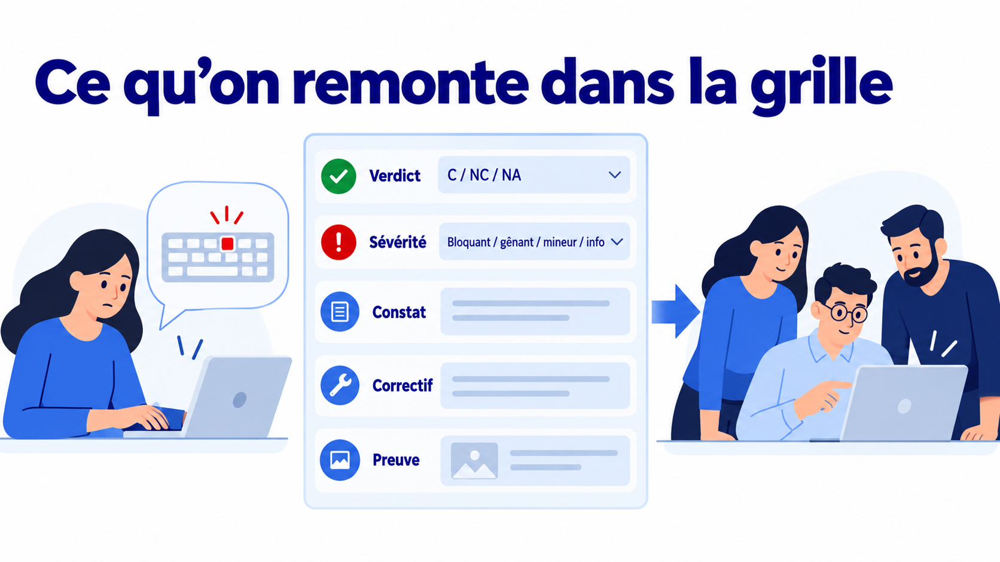 Ce qu’on remonte dans la grille
Verdict
C / NC / NA
Sévérité
Bloquant / gênant / mineur / info
Constat
Correctif
Preuve